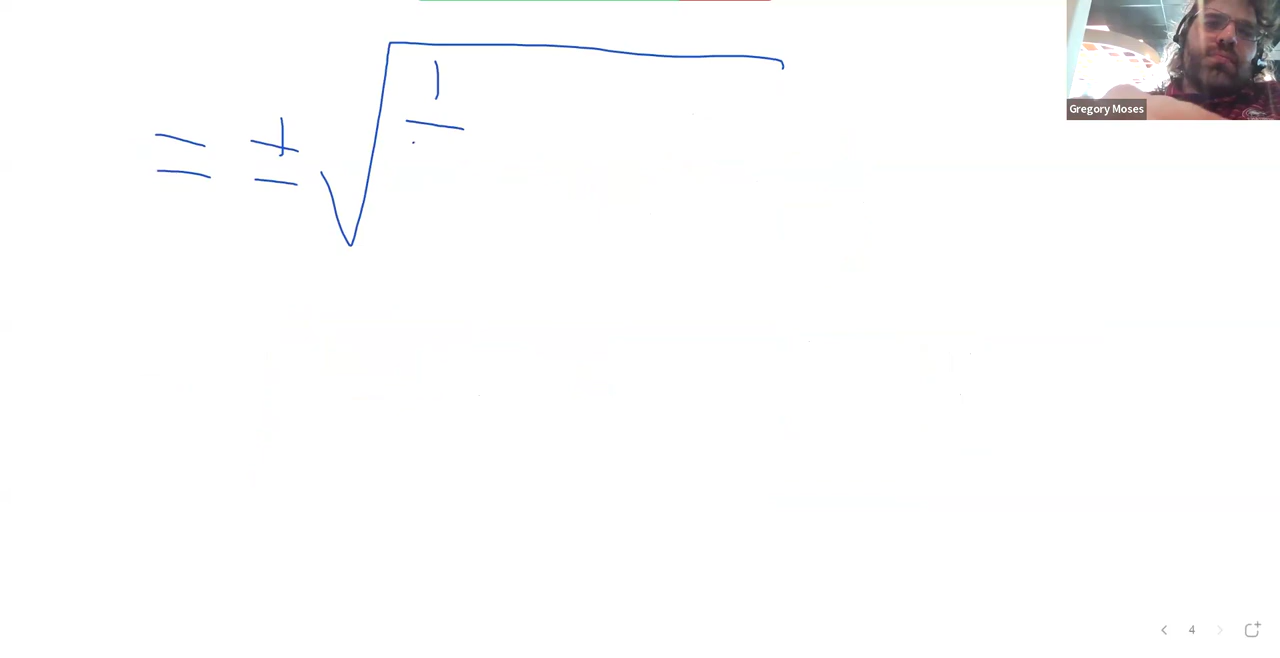 Gregory Moses
= ± √ 1
4